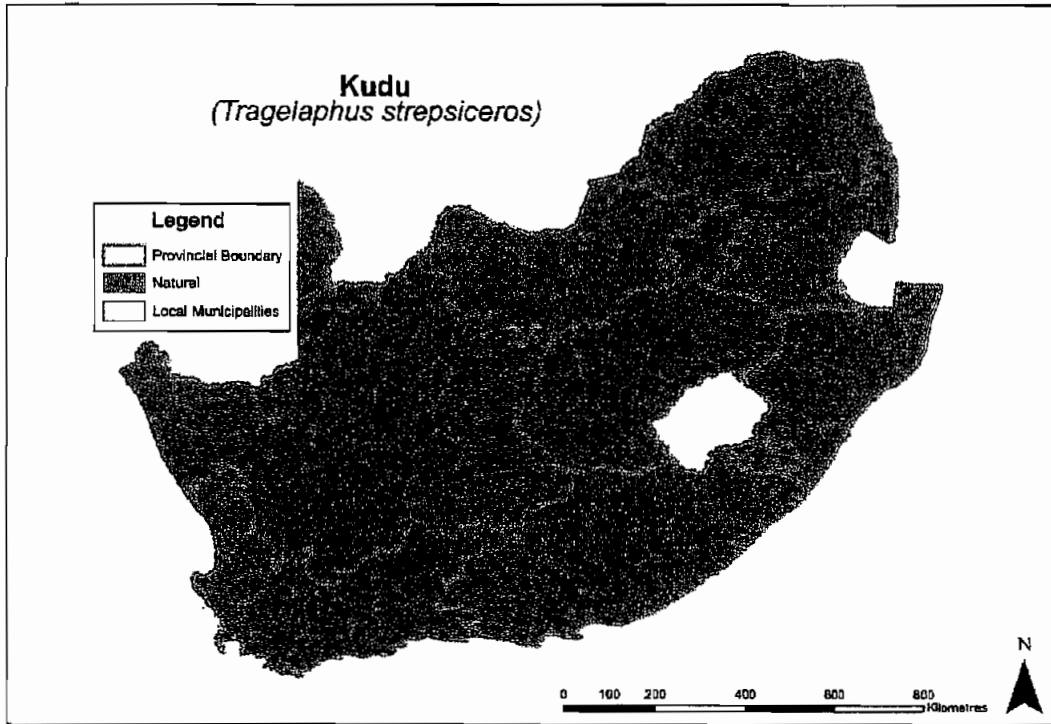 Kudu
(Tragelaphus strepsiceros)
Legend
Provincial Boundary
Natural
Local Municipalities
N
0 100 200 400 600 800
Kilometres